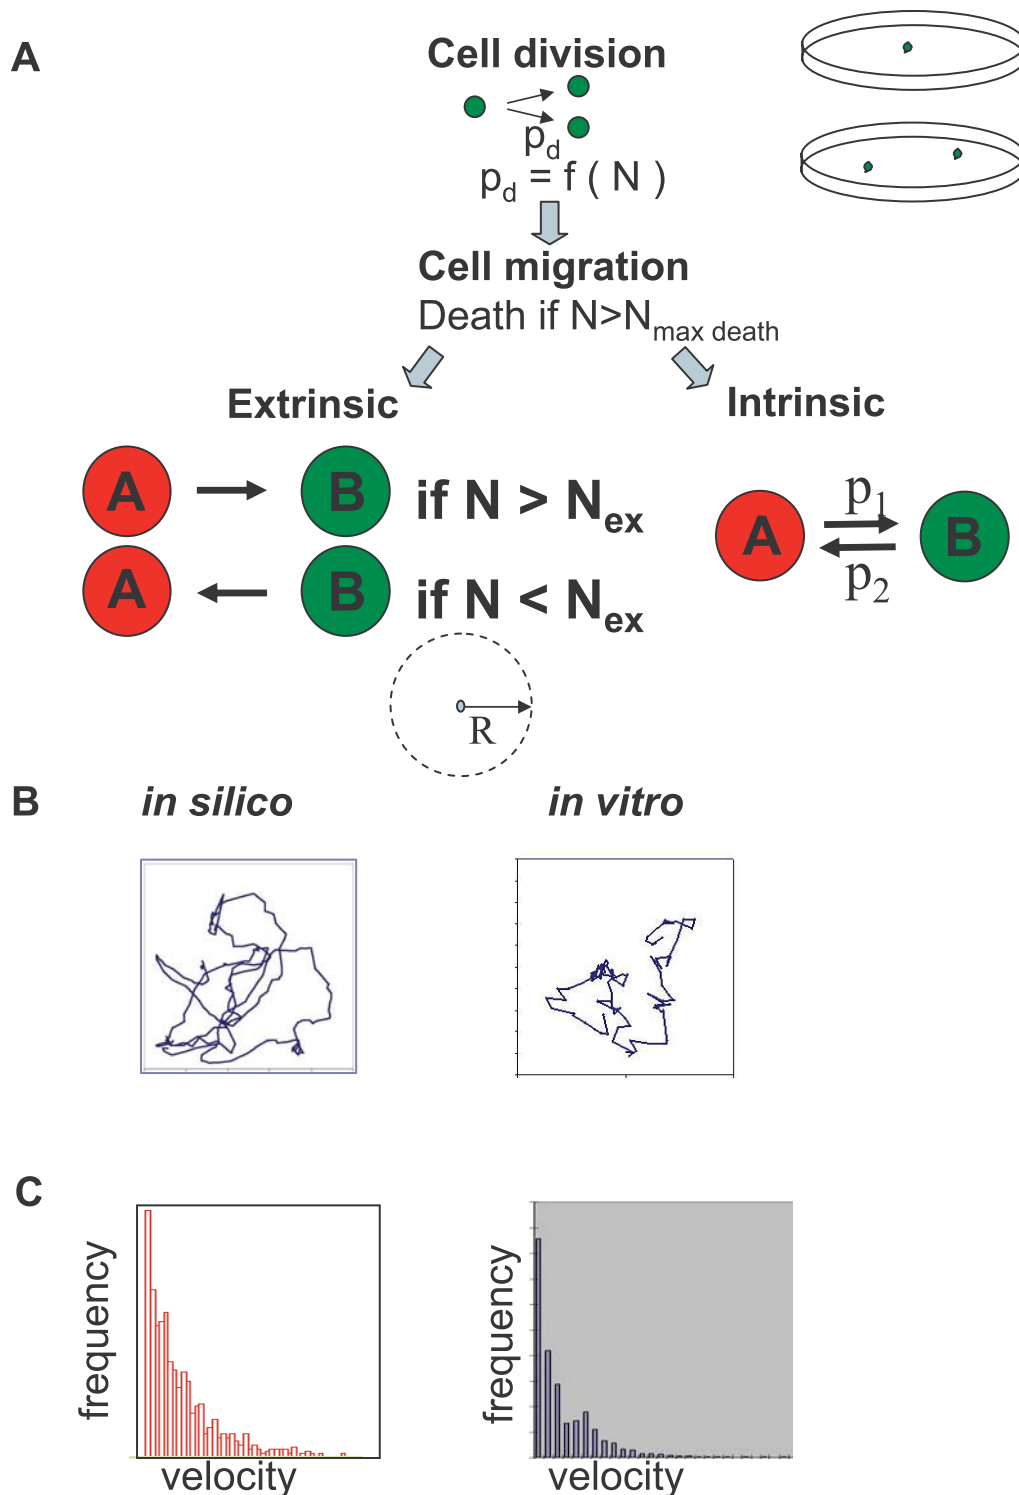 A
Cell division
p_d
p_d = f ( N )
Cell migration
Death if N>N_max death
Extrinsic
Intrinsic
A B if N > N_ex
A B if N < N_ex
A p_1 B
p_2
R
B
in silico
in vitro
C
frequency
velocity
frequency
velocity